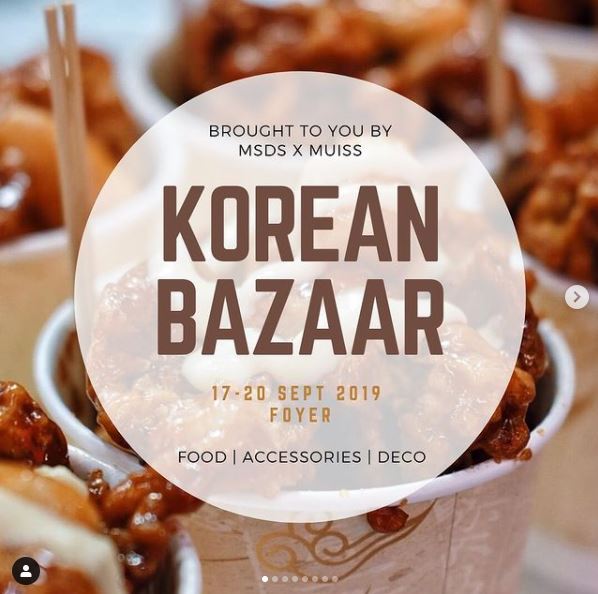 BROUGHT TO YOU BY
MSDS X MUISS
KOREAN
BAZAAR
17-20 SEPT 2019
FOYER
FOOD | ACCESSORIES | DECO